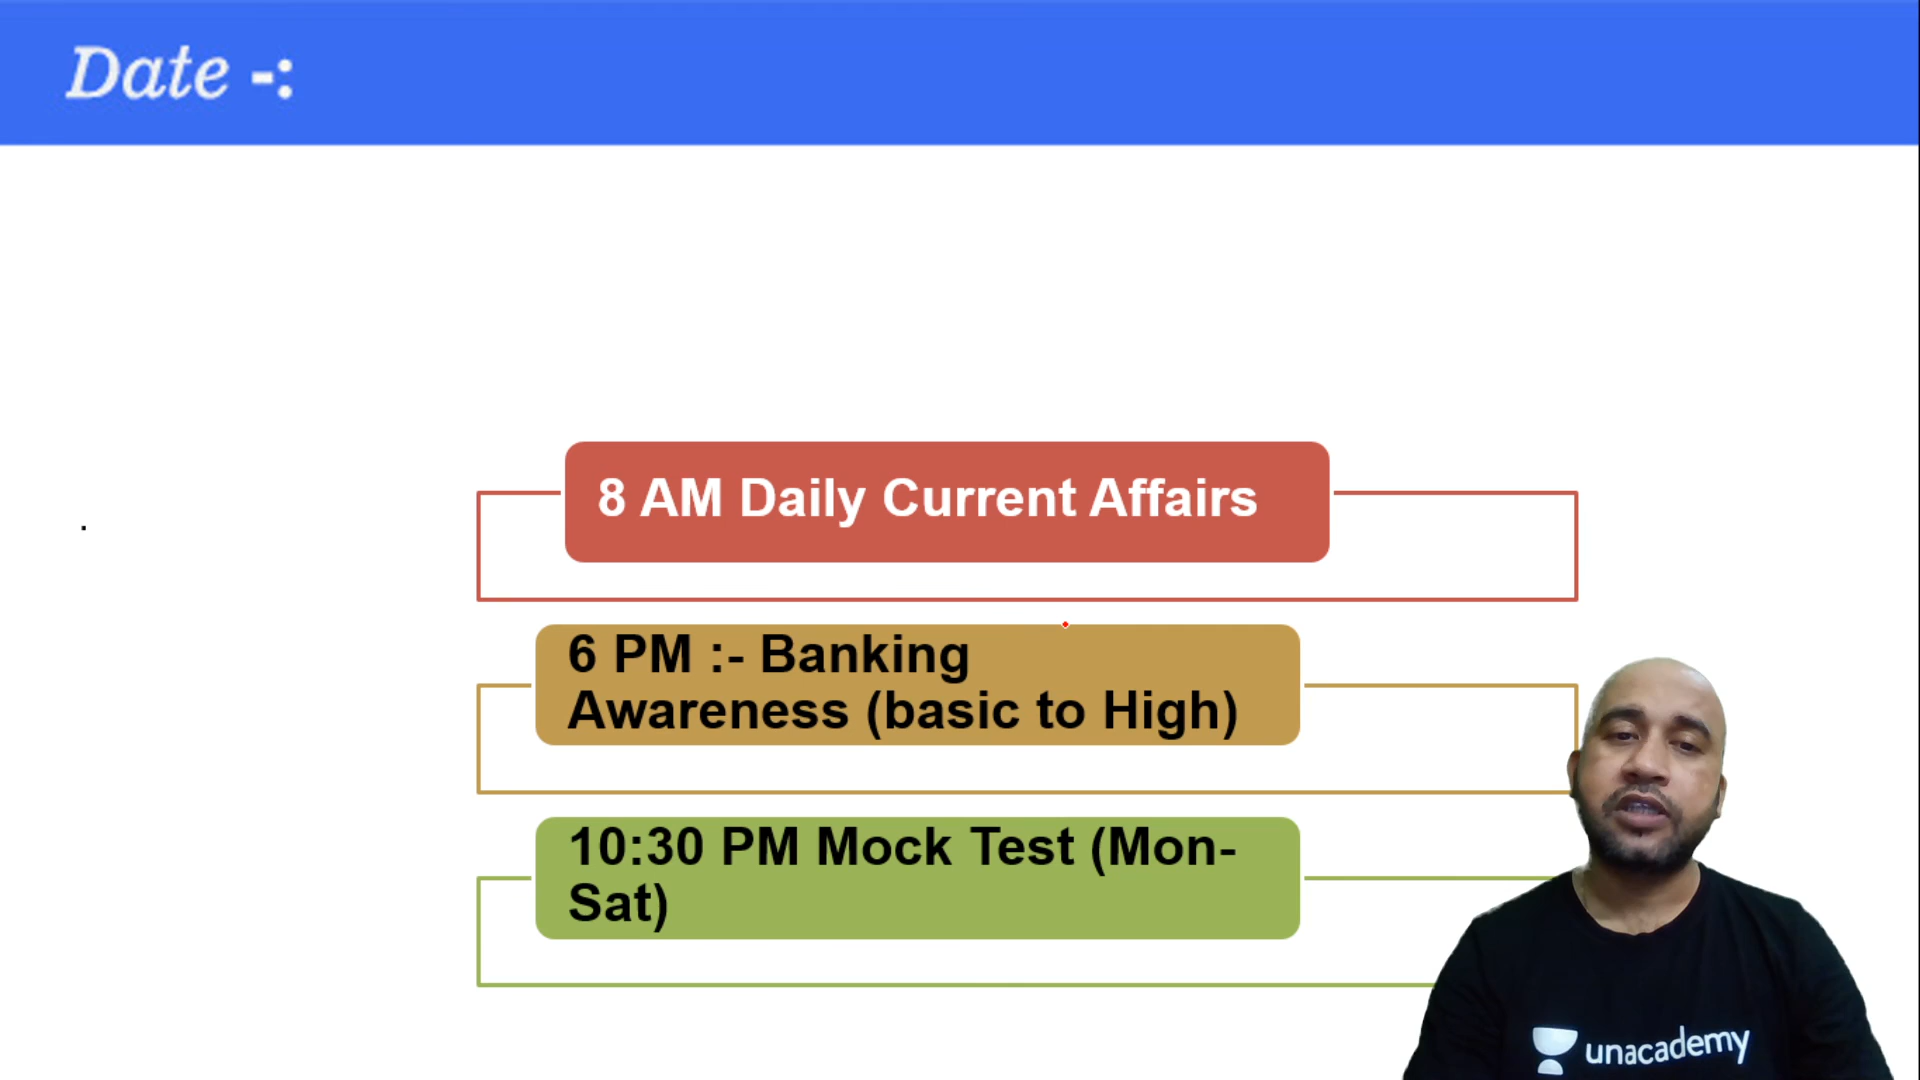 Date -:
8 AM Daily Current Affairs
.
6 PM :- Banking
Awareness (basic to High)
10:30 PM Mock Test (Mon-
Sat)
unacademy